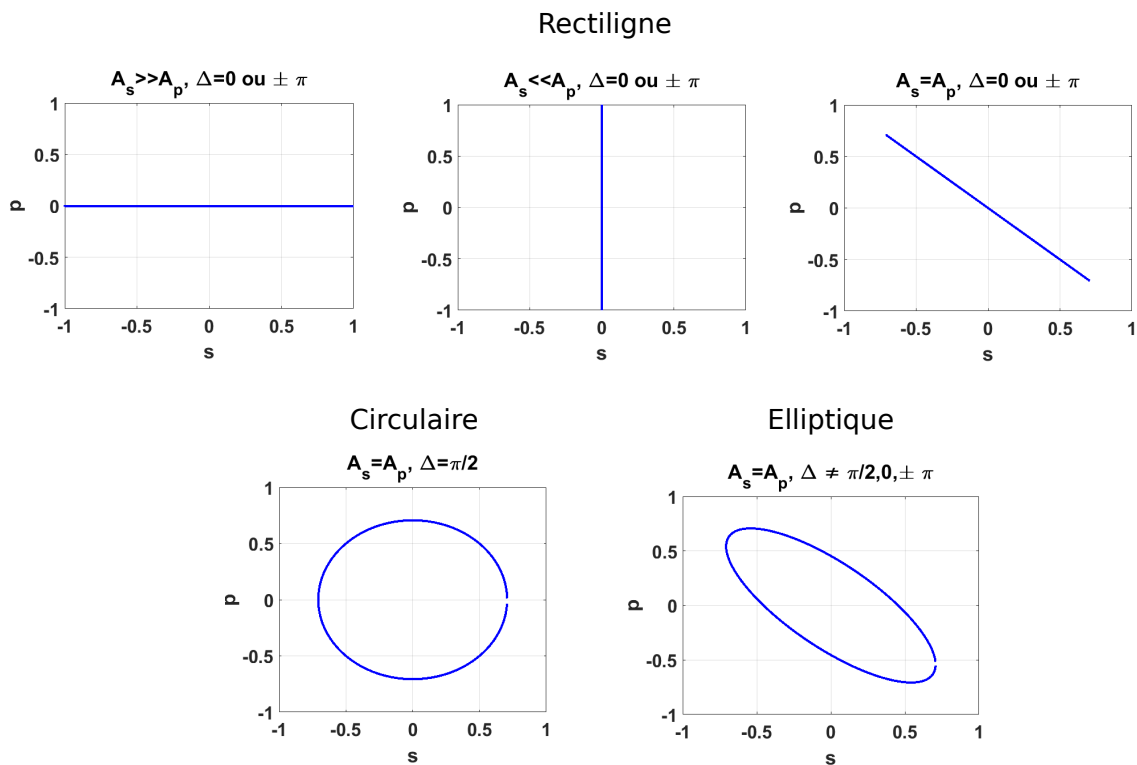 Rectiligne
As>>Ap, Δ=0 ou ± π
As<<Ap, Δ=0 ou ± π
As=Ap, Δ=0 ou ± π
1
0.5
0
-0.5
-1
p
-1 -0.5 0 0.5 1
s
1
0.5
0
-0.5
-1
p
-1 -0.5 0 0.5 1
s
1
0.5
0
-0.5
-1
p
-1 -0.5 0 0.5 1
s
Circulaire
Elliptique
As=Ap, Δ=π/2
As=Ap, Δ ≠ π/2,0,± π
1
0.5
0
-0.5
-1
p
-1 -0.5 0 0.5 1
s
1
0.5
0
-0.5
-1
p
-1 -0.5 0 0.5 1
s